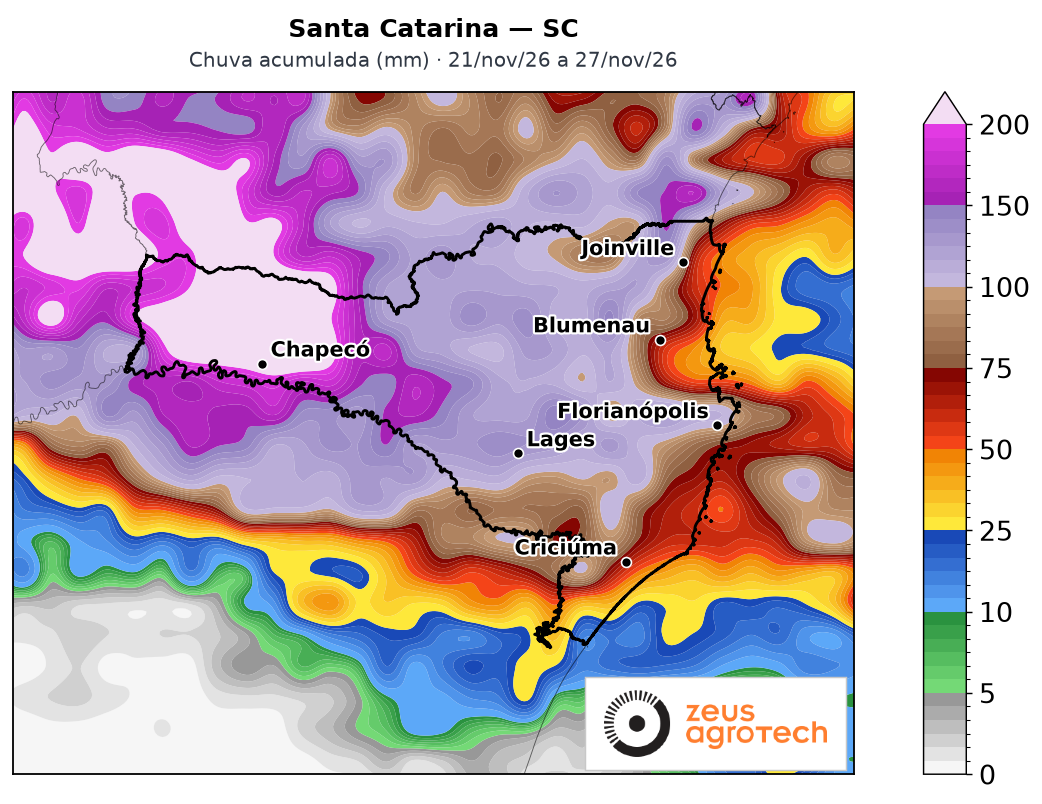 Santa Catarina — SC
Chuva acumulada (mm) · 21/nov/26 a 27/nov/26
200
150
100
75
50
25
10
5
0
Joinville
Blumenau
Chapecó
Florianópolis
Lages
Criciúma
zeus
agrotech